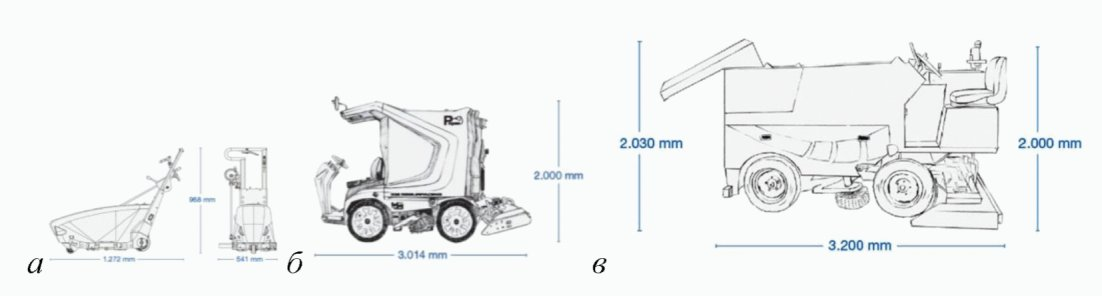 а
1.272 mm
968 mm
541 mm
б
3.014 mm
2.000 mm
в
2.030 mm
3.200 mm
2.000 mm